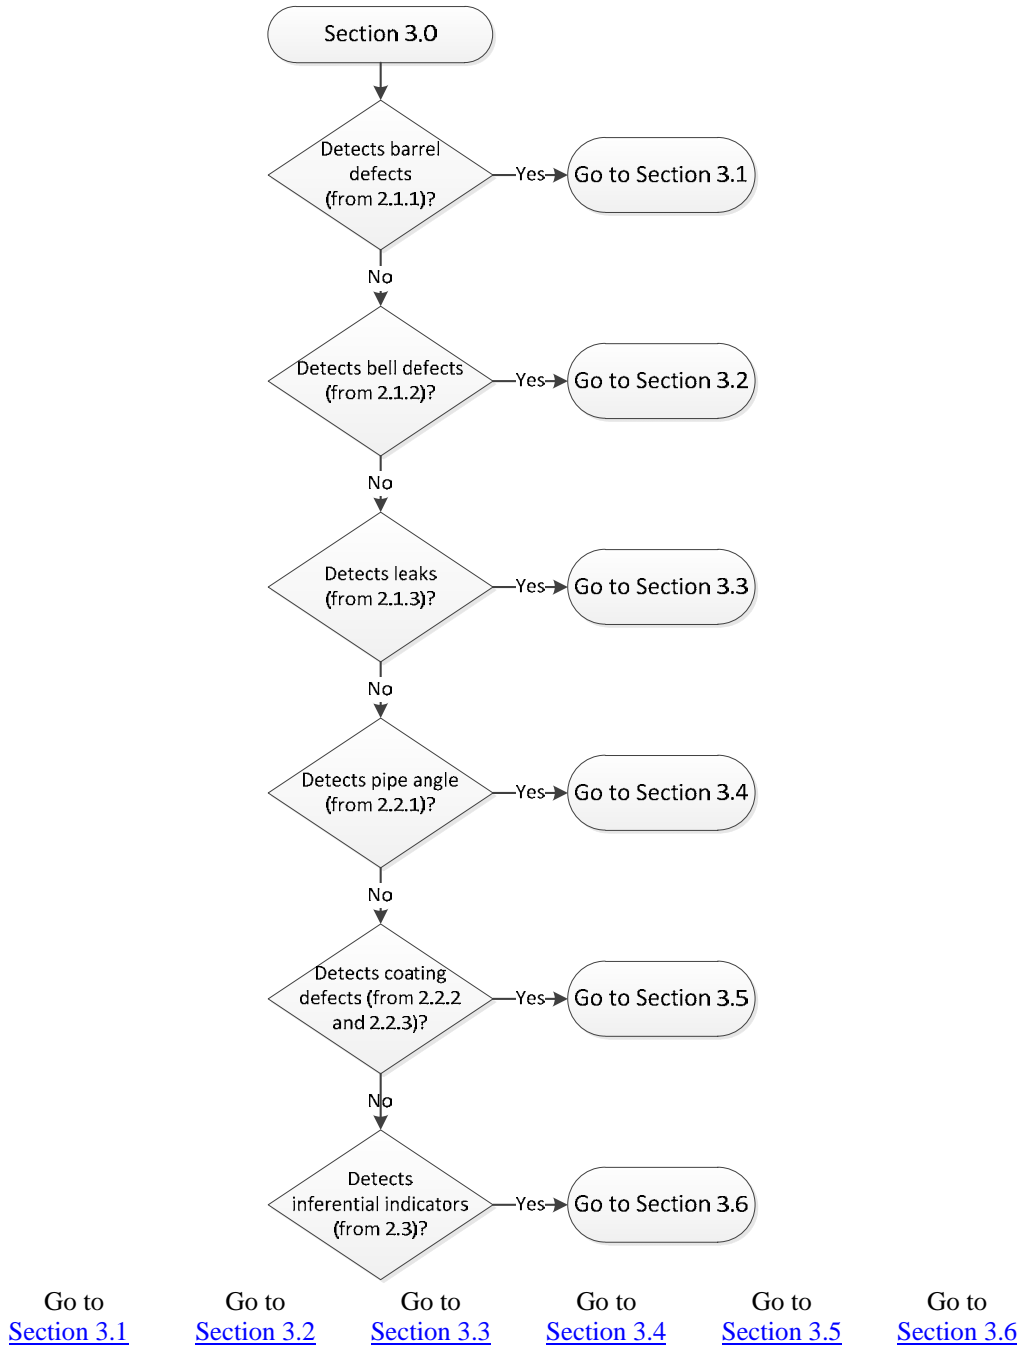 Section 3.0
Detects barrel
defects
(from 2.1.1)?
Yes
Go to Section 3.1
No
Detects bell defects
(from 2.1.2)?
Yes
Go to Section 3.2
No
Detects leaks
(from 2.1.3)?
Yes
Go to Section 3.3
No
Detects pipe angle
(from 2.2.1)?
Yes
Go to Section 3.4
No
Detects coating
defects (from 2.2.2
and 2.2.3)?
Yes
Go to Section 3.5
No
Detects
inferential indicators
(from 2.3)?
Yes
Go to Section 3.6
Go to
Section 3.1
Go to
Section 3.2
Go to
Section 3.3
Go to
Section 3.4
Go to
Section 3.5
Go to
Section 3.6